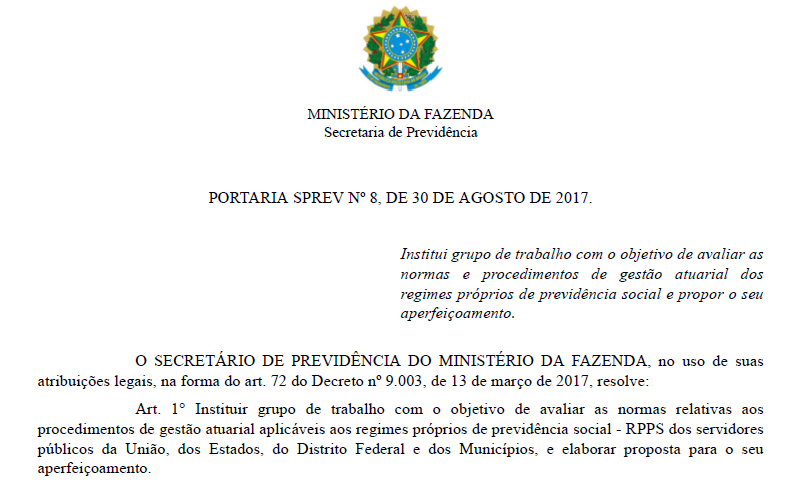 MINISTÉRIO DA FAZENDA
Secretaria de Previdência
PORTARIA SPREV Nº 8, DE 30 DE AGOSTO DE 2017.
Institui grupo de trabalho com o objetivo de avaliar as
normas e procedimentos de gestão atuarial dos
regimes próprios de previdência social e propor o seu
aperfeiçoamento.
O SECRETÁRIO DE PREVIDÊNCIA DO MINISTÉRIO DA FAZENDA, no uso de suas
atribuições legais, na forma do art. 72 do Decreto nº 9.003, de 13 de março de 2017, resolve:
Art. 1° Instituir grupo de trabalho com o objetivo de avaliar as normas relativas aos
procedimentos de gestão atuarial aplicáveis aos regimes próprios de previdência social - RPPS dos servidores
públicos da União, dos Estados, do Distrito Federal e dos Municípios, e elaborar proposta para o seu
aperfeiçoamento.